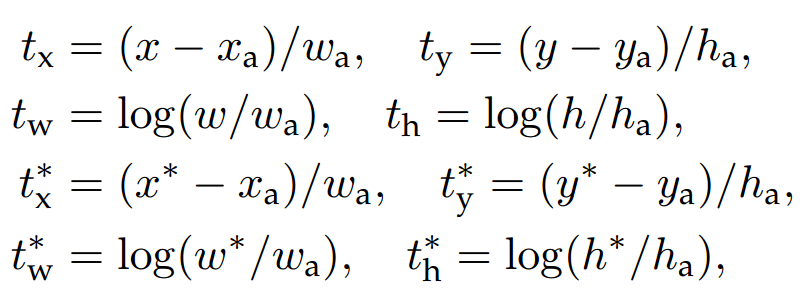 t_x = (x − x_a)/w_a,   t_y = (y − y_a)/h_a,
t_w = log(w/w_a),   t_h = log(h/h_a),
t*_x = (x* − x_a)/w_a,   t*_y = (y* − y_a)/h_a,
t*_w = log(w*/w_a),   t*_h = log(h*/h_a),